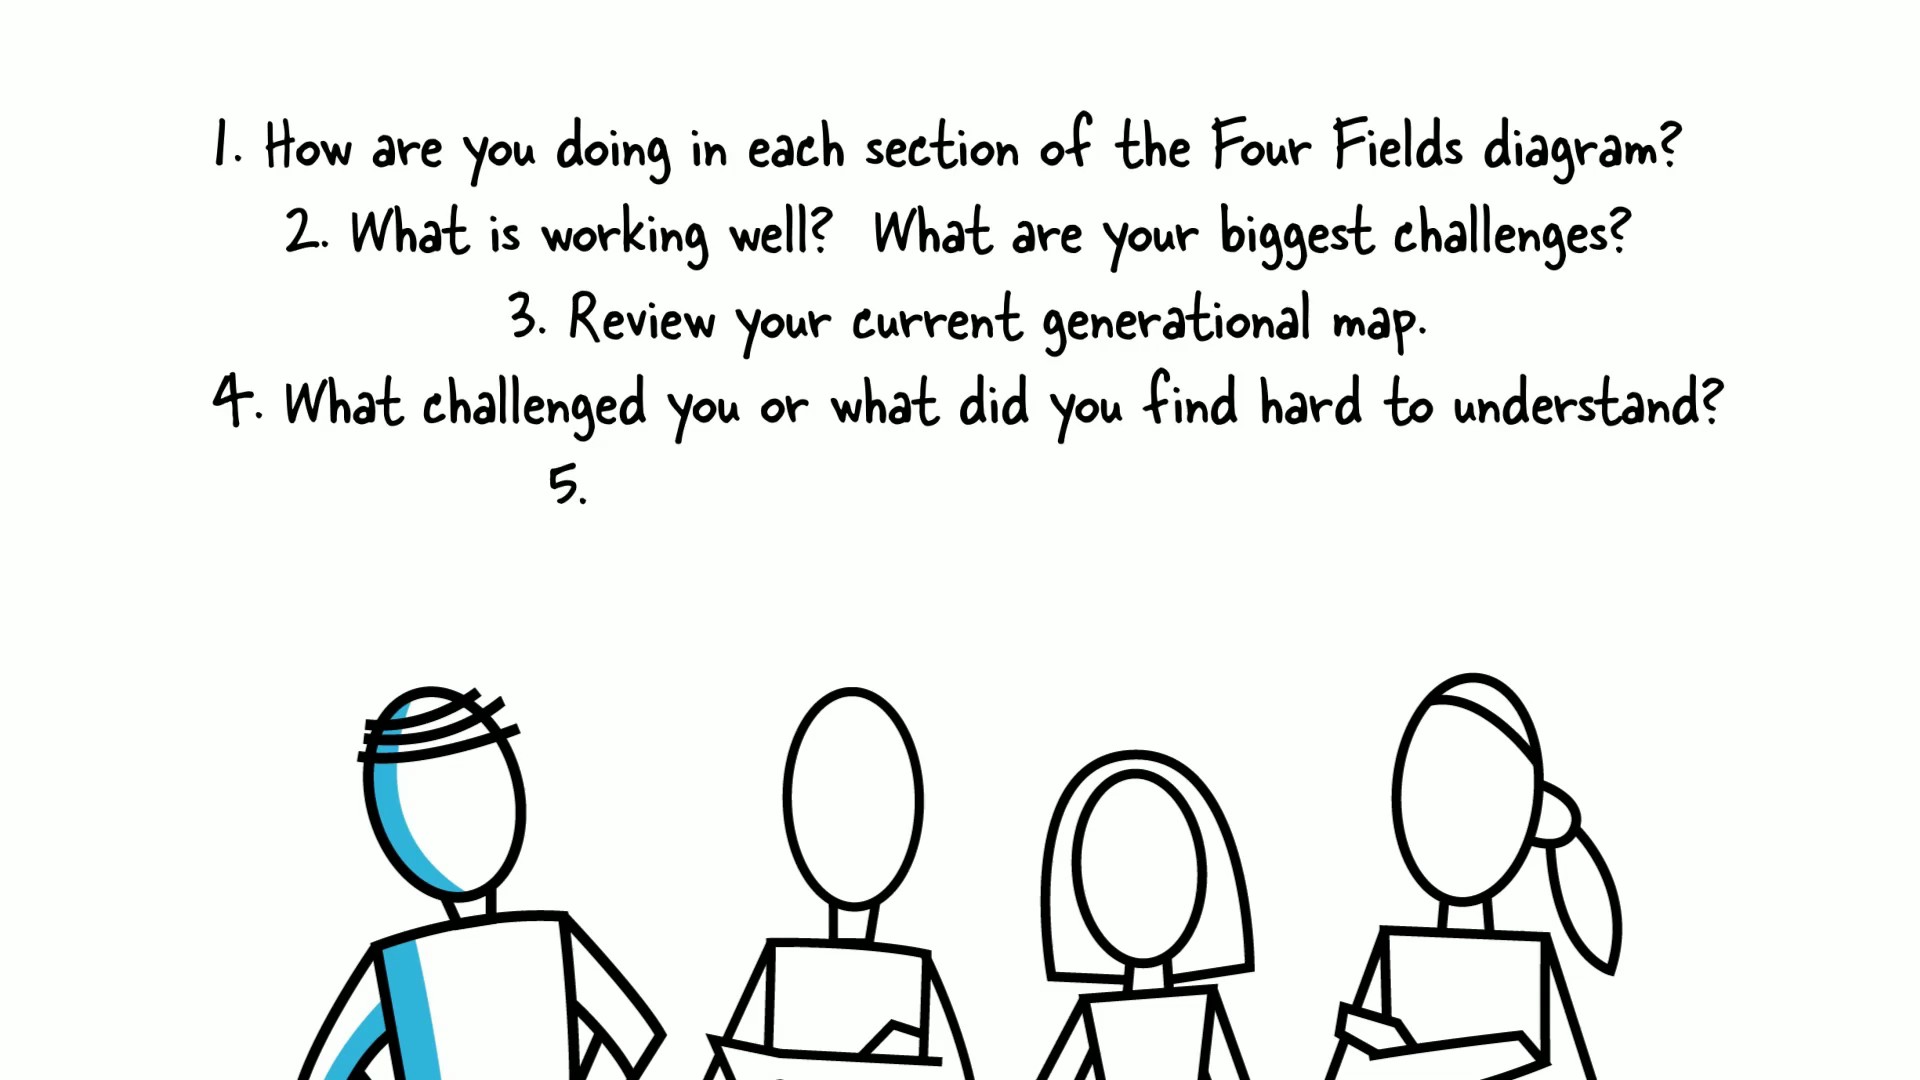 1. How are you doing in each section of the Four Fields diagram?
2. What is working well?  What are your biggest challenges?
3. Review your current generational map.
4. What challenged you or what did you find hard to understand?
5.